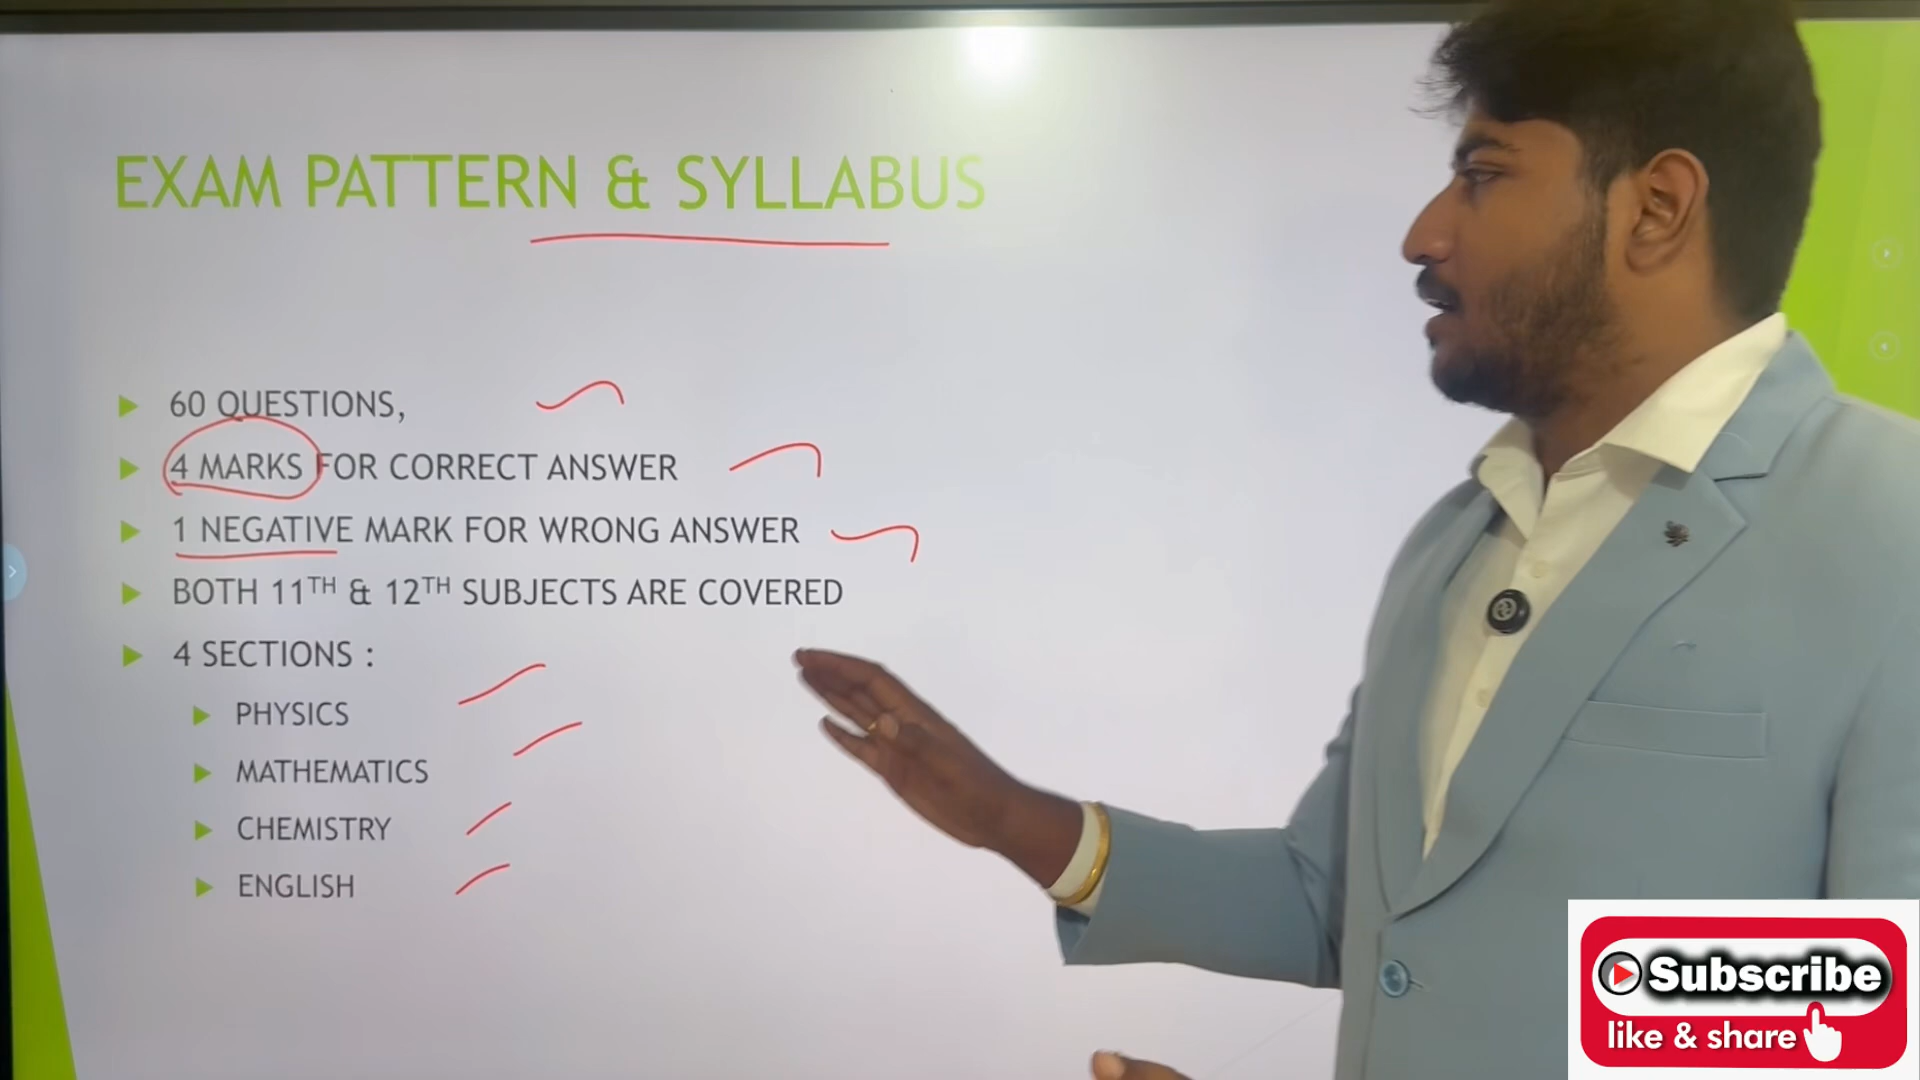 EXAM PATTERN & SYLLABUS
60 QUESTIONS,
4 MARKS FOR CORRECT ANSWER
1 NEGATIVE MARK FOR WRONG ANSWER
BOTH 11TH & 12TH SUBJECTS ARE COVERED
4 SECTIONS :
PHYSICS
MATHEMATICS
CHEMISTRY
ENGLISH
Subscribe
like & share